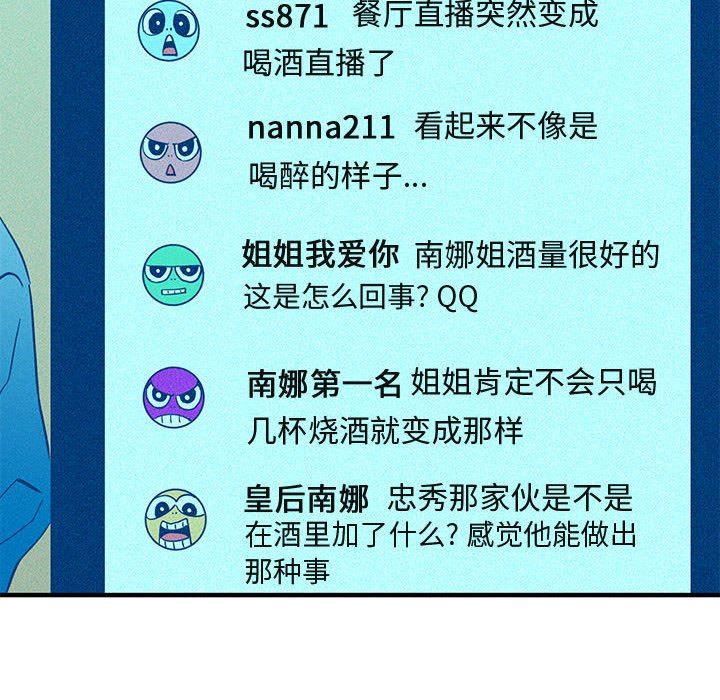 ss871 餐厅直播突然变成
喝酒直播了
nanna211 看起来不像是
喝醉的样子...
姐姐我爱你 南娜姐酒量很好的
这是怎么回事? QQ
南娜第一名 姐姐肯定不会只喝
几杯烧酒就变成那样
皇后南娜 忠秀那家伙是不是
在酒里加了什么? 感觉他能做出
那种事